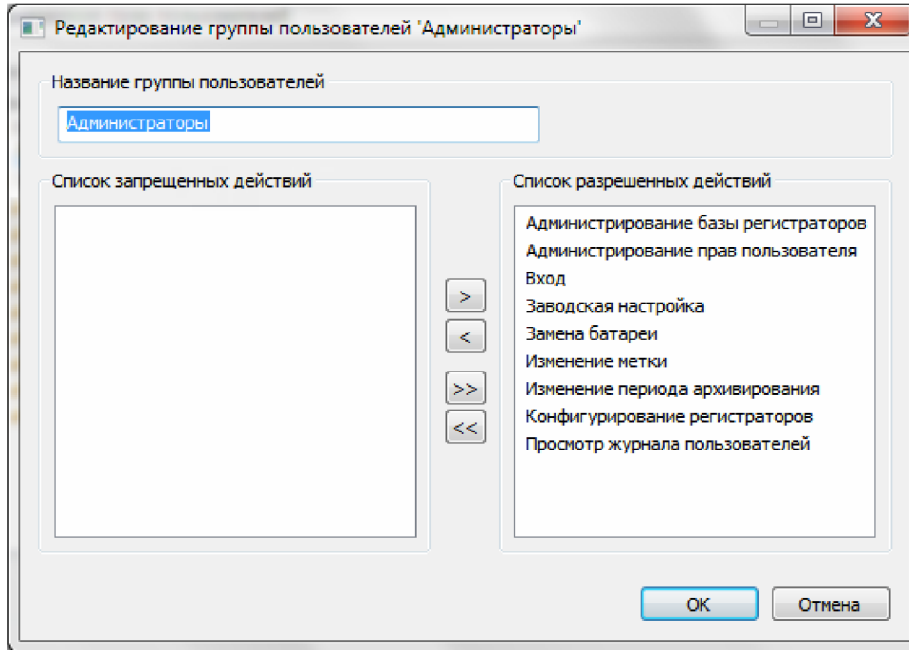 Редактирование группы пользователей 'Администраторы'
Название группы пользователей
Администраторы
Список запрещенных действий
Список разрешенных действий
Администрирование базы регистраторов
Администрирование прав пользователя
Вход
Заводская настройка
Замена батареи
Изменение метки
Изменение периода архивирования
Конфигурирование регистраторов
Просмотр журнала пользователей
>
<
>>
<<
ОК
Отмена